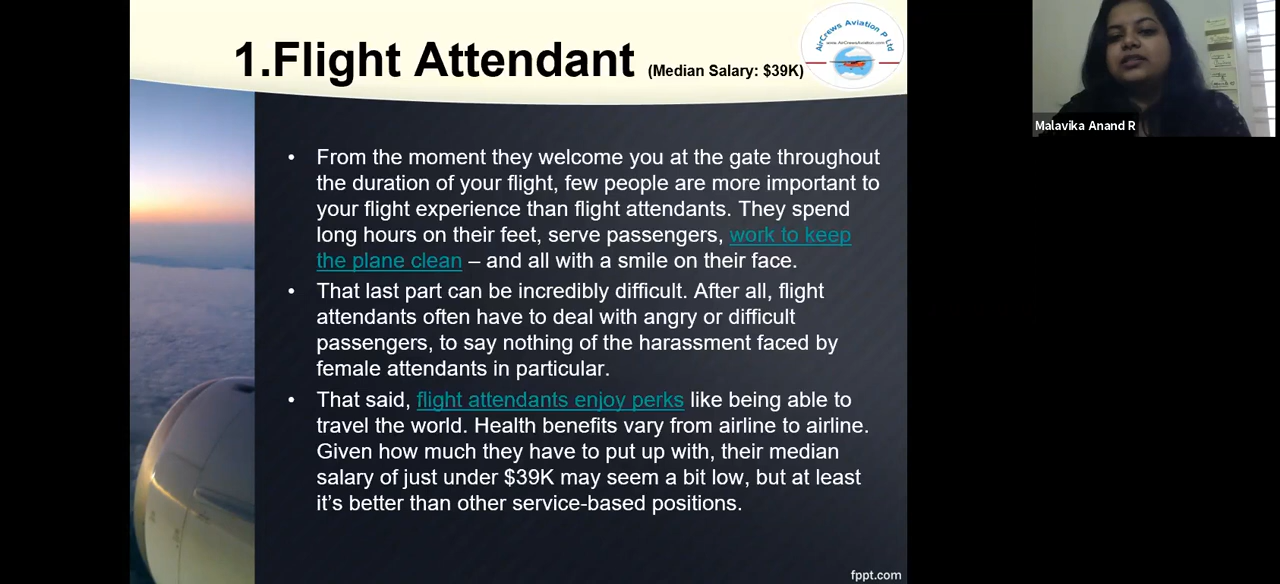 1.Flight Attendant (Median Salary: $39K)
AirCrews Aviation P Ltd
www.AirCrewsAviation.com
• From the moment they welcome you at the gate throughout
the duration of your flight, few people are more important to
your flight experience than flight attendants. They spend
long hours on their feet, serve passengers, work to keep
the plane clean – and all with a smile on their face.
• That last part can be incredibly difficult. After all, flight
attendants often have to deal with angry or difficult
passengers, to say nothing of the harassment faced by
female attendants in particular.
• That said, flight attendants enjoy perks like being able to
travel the world. Health benefits vary from airline to airline.
Given how much they have to put up with, their median
salary of just under $39K may seem a bit low, but at least
it’s better than other service-based positions.
fppt.com
Malavika Anand R